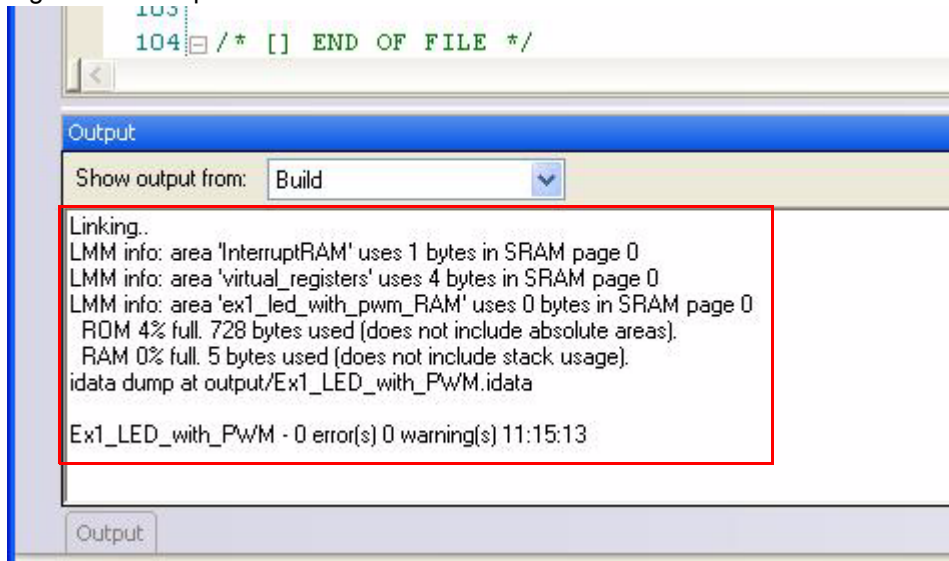 103
104 /* [] END OF FILE */
Output
Show output from: Build
Linking..
LMM info: area 'InterruptRAM' uses 1 bytes in SRAM page 0
LMM info: area 'virtual_registers' uses 4 bytes in SRAM page 0
LMM info: area 'ex1_led_with_pwm_RAM' uses 0 bytes in SRAM page 0
ROM 4% full. 728 bytes used (does not include absolute areas).
RAM 0% full. 5 bytes used (does not include stack usage).
idata dump at output/Ex1_LED_with_PWM.idata
Ex1_LED_with_PWM - 0 error(s) 0 warning(s) 11:15:13
Output